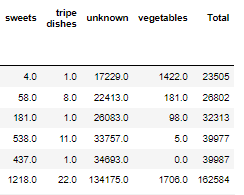 sweets tripe dishes unknown vegetables Total
4.0 1.0 17229.0 1422.0 23505
58.0 8.0 22413.0 181.0 26802
181.0 1.0 26083.0 98.0 32313
538.0 11.0 33757.0 5.0 39977
437.0 1.0 34693.0 0.0 39987
1218.0 22.0 134175.0 1706.0 162584